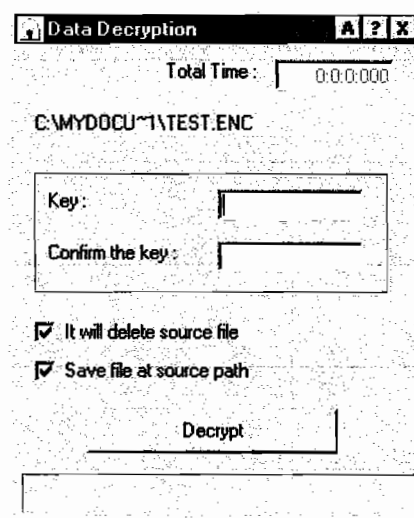 Data Decryption A ? X
Total Time : 0:0:0:000
C:\MYDOCU~1\TEST.ENC
Key :
Confirm the key :
It will delete source file
Save file at source path
Decrypt